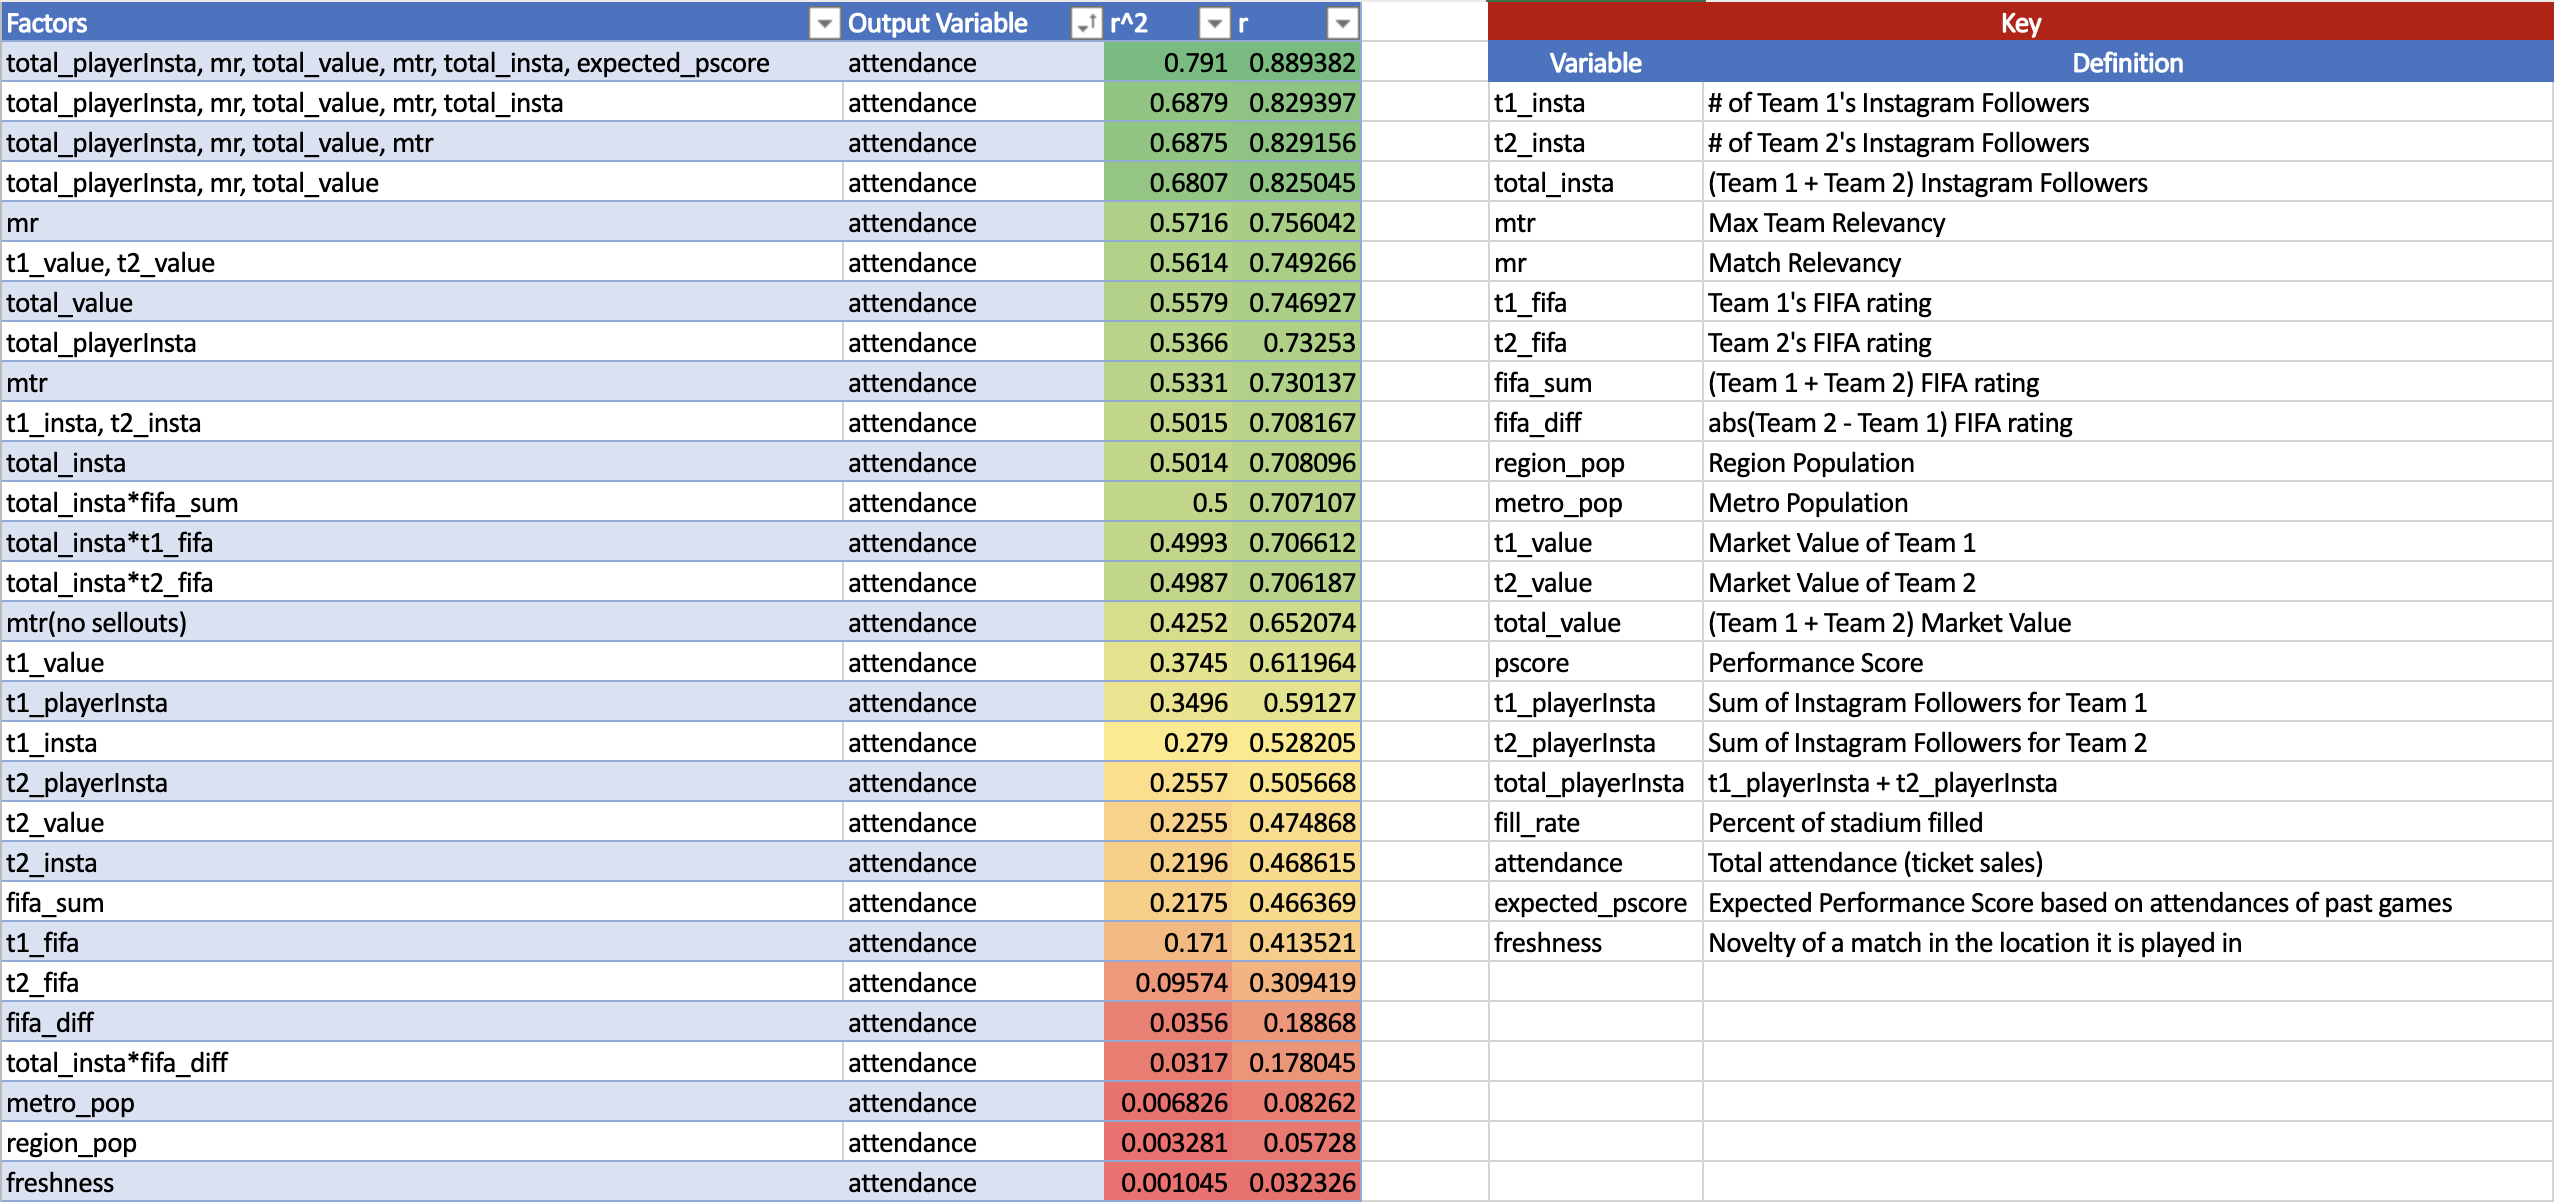 Factors Output Variable r^2 r
total_playerInsta, mr, total_value, mtr, total_insta, expected_pscore attendance 0.791 0.889382
total_playerInsta, mr, total_value, mtr, total_insta attendance 0.6879 0.829397
total_playerInsta, mr, total_value, mtr attendance 0.6875 0.829156
total_playerInsta, mr, total_value attendance 0.6807 0.825045
mr attendance 0.5716 0.756042
t1_value, t2_value attendance 0.5614 0.749266
total_value attendance 0.5579 0.746927
total_playerInsta attendance 0.5366 0.73253
mtr attendance 0.5331 0.730137
t1_insta, t2_insta attendance 0.5015 0.708167
total_insta attendance 0.5014 0.708096
total_insta*fifa_sum attendance 0.5 0.707107
total_insta*t1_fifa attendance 0.4993 0.706612
total_insta*t2_fifa attendance 0.4987 0.706187
mtr(no sellouts) attendance 0.4252 0.652074
t1_value attendance 0.3745 0.611964
t1_playerInsta attendance 0.3496 0.59127
t1_insta attendance 0.279 0.528205
t2_playerInsta attendance 0.2557 0.505668
t2_value attendance 0.2255 0.474868
t2_insta attendance 0.2196 0.468615
fifa_sum attendance 0.2175 0.466369
t1_fifa attendance 0.171 0.413521
t2_fifa attendance 0.09574 0.309419
fifa_diff attendance 0.0356 0.18868
total_insta*fifa_diff attendance 0.0317 0.178045
metro_pop attendance 0.006826 0.08262
region_pop attendance 0.003281 0.05728
freshness attendance 0.001045 0.032326
Key
Variable Definition
t1_insta # of Team 1's Instagram Followers
t2_insta # of Team 2's Instagram Followers
total_insta (Team 1 + Team 2) Instagram Followers
mtr Max Team Relevancy
mr Match Relevancy
t1_fifa Team 1's FIFA rating
t2_fifa Team 2's FIFA rating
fifa_sum (Team 1 + Team 2) FIFA rating
fifa_diff abs(Team 2 - Team 1) FIFA rating
region_pop Region Population
metro_pop Metro Population
t1_value Market Value of Team 1
t2_value Market Value of Team 2
total_value (Team 1 + Team 2) Market Value
pscore Performance Score
t1_playerInsta Sum of Instagram Followers for Team 1
t2_playerInsta Sum of Instagram Followers for Team 2
total_playerInsta t1_playerInsta + t2_playerInsta
fill_rate Percent of stadium filled
attendance Total attendance (ticket sales)
expected_pscore Expected Performance Score based on attendances of past games
freshness Novelty of a match in the location it is played in